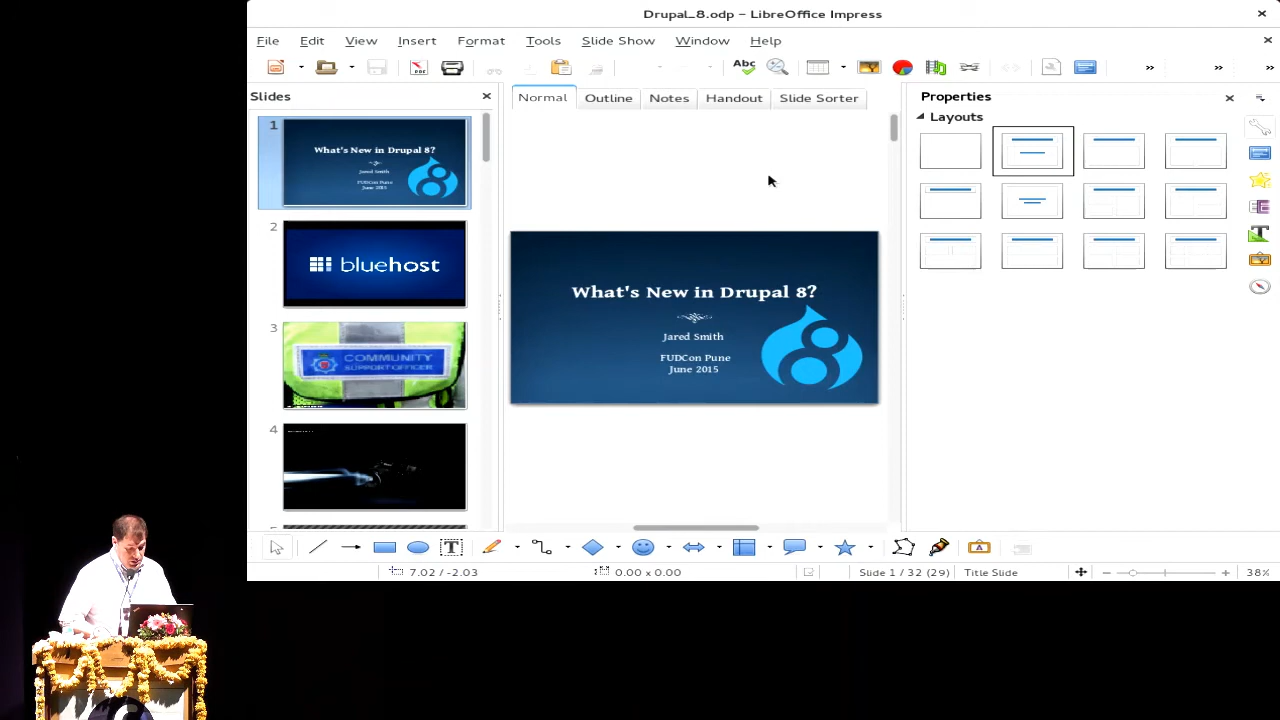 Drupal_8.odp – LibreOffice Impress
File Edit View Insert Format Tools Slide Show Window Help
Abc
Slides
Normal Outline Notes Handout Slide Sorter
Properties
Layouts
1
What's New in Drupal 8?
Jared Smith
FUDCon Pune
June 2015
2
bluehost
3
COMMUNITY
SUPPORT OFFICER
4
What's New in Drupal 8?
Jared Smith
FUDCon Pune
June 2015
7.02 / -2.03
0.00 x 0.00
Slide 1 / 32 (29)
Title Slide
38%